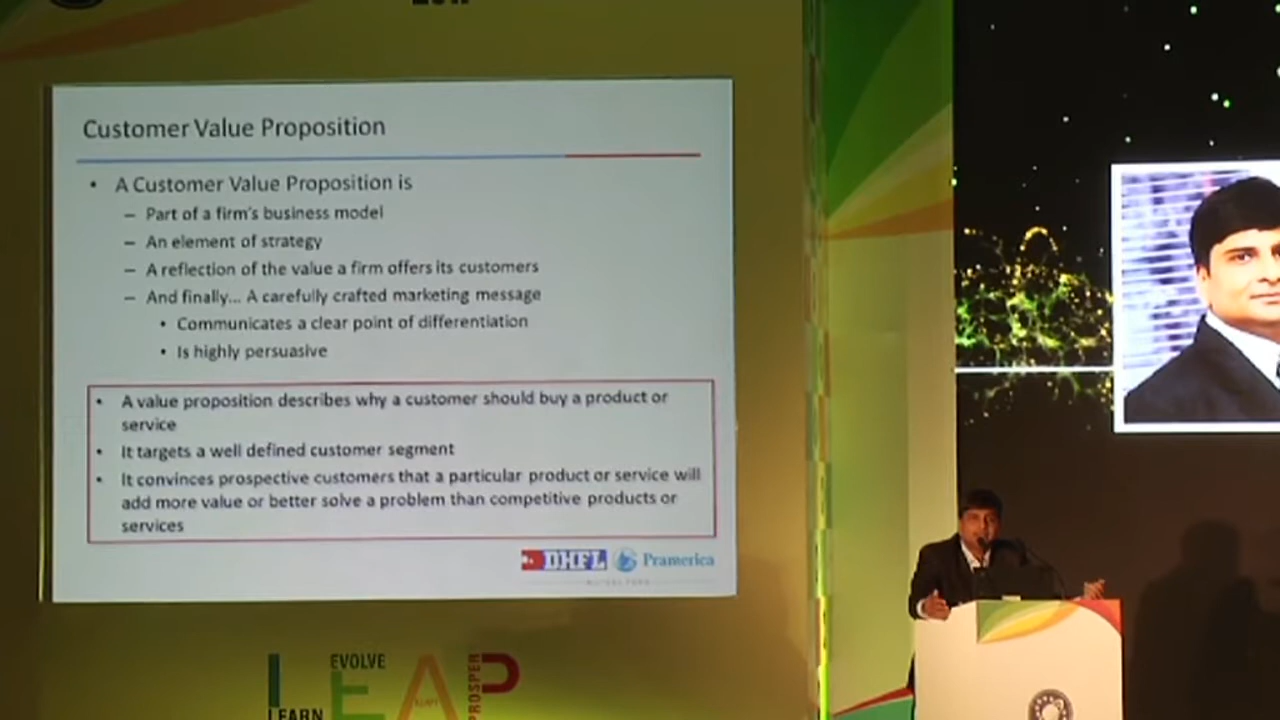 Customer Value Proposition
• A Customer Value Proposition is
– Part of a firm's business model
– An element of strategy
– A reflection of the value a firm offers its customers
– And finally... A carefully crafted marketing message
• Communicates a clear point of differentiation
• Is highly persuasive
• A value proposition describes why a customer should buy a product or
service
• It targets a well defined customer segment
• It convinces prospective customers that a particular product or service will
add more value or better solve a problem than competitive products or
services
DHFL Pramerica
LEAP
LEARN
EVOLVE
PROSPER